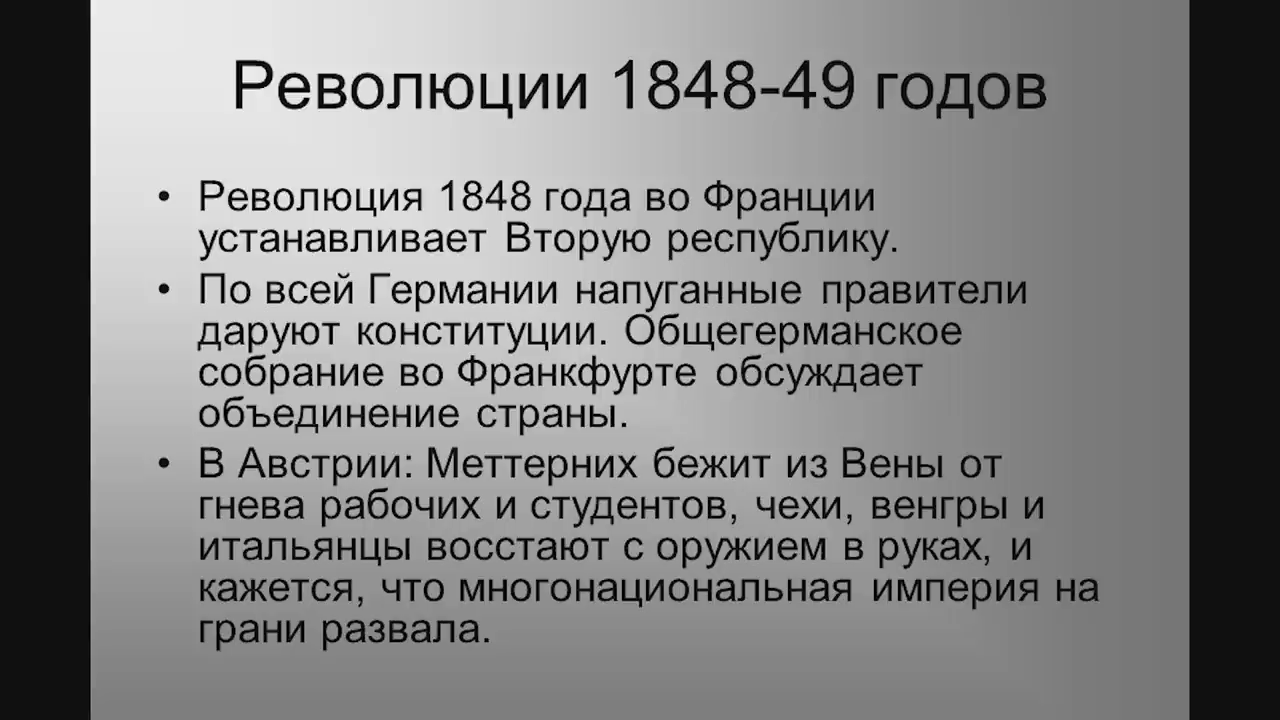 Революции 1848-49 годов
• Революция 1848 года во Франции
устанавливает Вторую республику.
• По всей Германии напуганные правители
даруют конституции. Общегерманское
собрание во Франкфурте обсуждает
объединение страны.
• В Австрии: Меттерних бежит из Вены от
гнева рабочих и студентов, чехи, венгры и
итальянцы восстают с оружием в руках, и
кажется, что многонациональная империя на
грани развала.